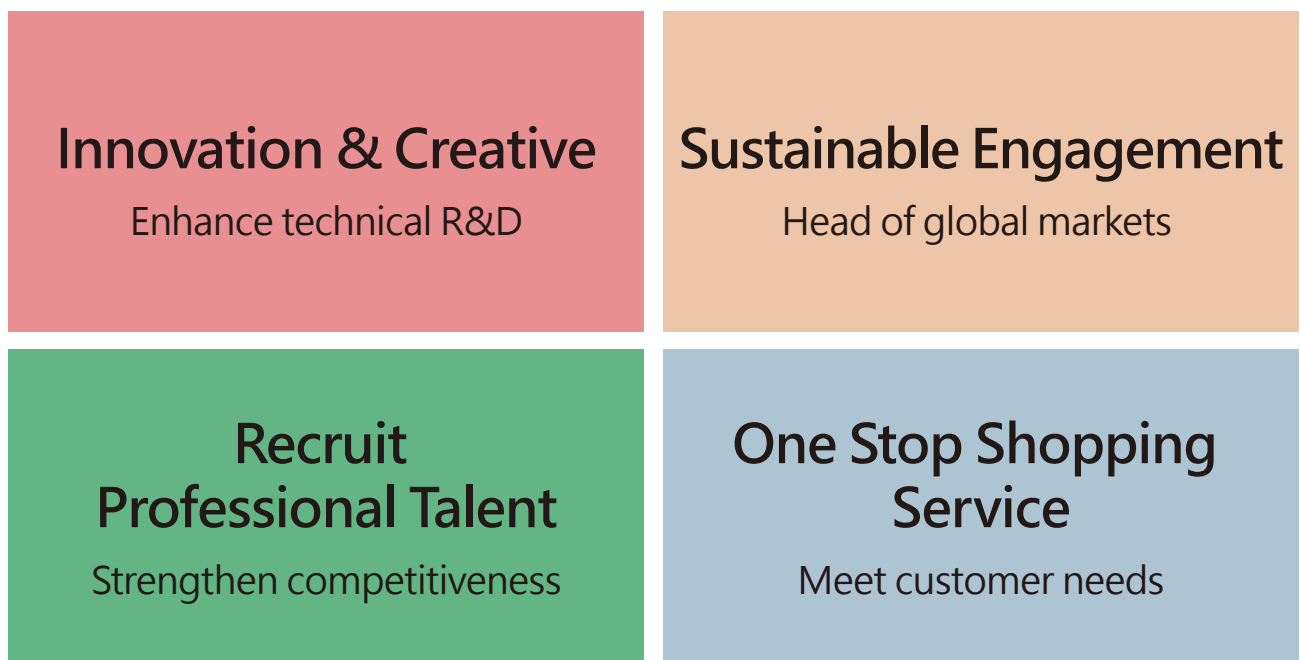 Innovation & Creative
Enhance technical R&D
Sustainable Engagement
Head of global markets
Recruit
Professional Talent
Strengthen competitiveness
One Stop Shopping
Service
Meet customer needs